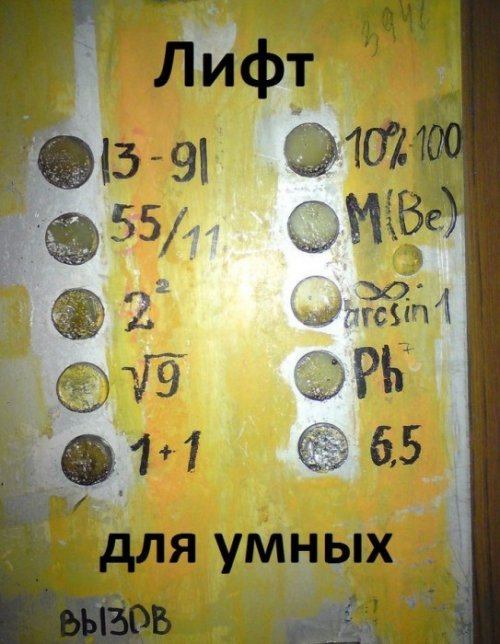 Лифт
|3-9|
10%100
55/11
M(Be)
2²
∞
arcsin 1
√9
Ph⁷
1+1
6,5
для умных
ВЫЗОВ